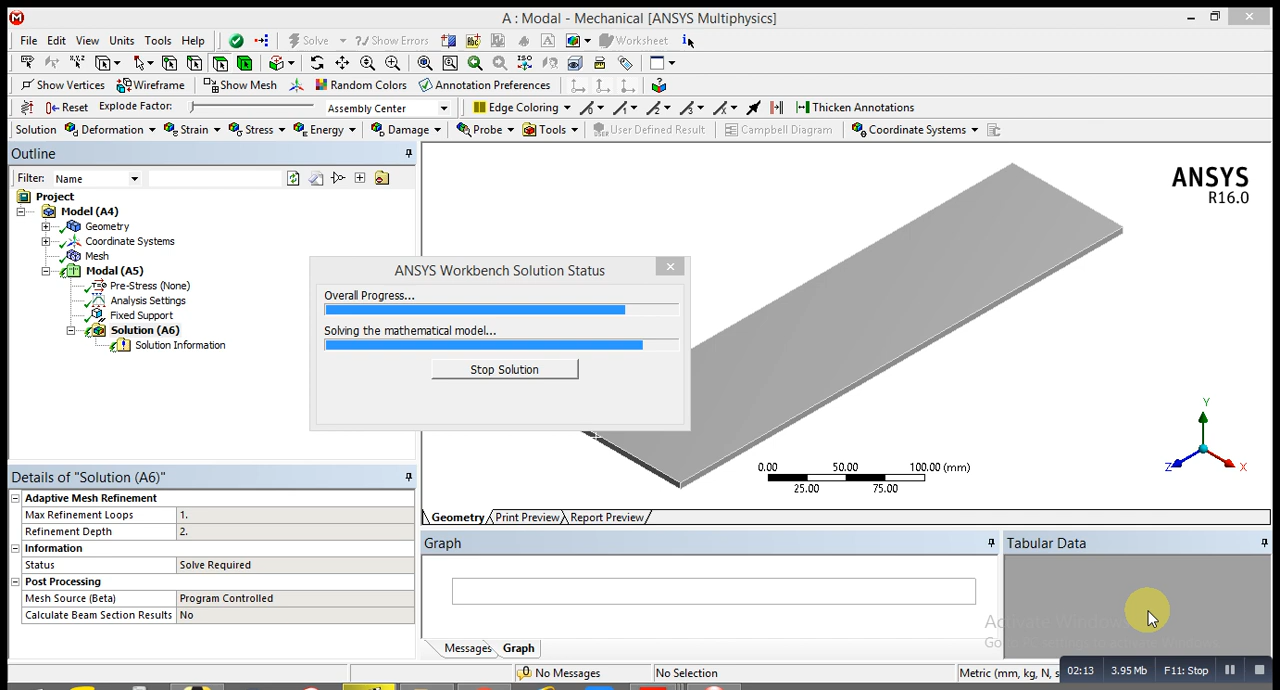 A : Modal - Mechanical [ANSYS Multiphysics]
File Edit View Units Tools Help Solve ?/ Show Errors Worksheet
Show Vertices Wireframe Show Mesh Random Colors Annotation Preferences
Reset Explode Factor: Assembly Center Edge Coloring Thicken Annotations
Solution Deformation Strain Stress Energy Damage Probe Tools User Defined Result Campbell Diagram Coordinate Systems
Outline
Filter: Name
Project
Model (A4)
Geometry
Coordinate Systems
Mesh
Modal (A5)
Pre-Stress (None)
Analysis Settings
Fixed Support
Solution (A6)
Solution Information
ANSYS
R16.0
ANSYS Workbench Solution Status
Overall Progress...
Solving the mathematical model...
Stop Solution
0.00 50.00 100.00 (mm)
25.00 75.00
Y
Z X
Geometry Print Preview Report Preview
Details of "Solution (A6)"
Adaptive Mesh Refinement
Max Refinement Loops 1.
Refinement Depth 2.
Information
Status Solve Required
Post Processing
Mesh Source (Beta) Program Controlled
Calculate Beam Section Results No
Graph
Tabular Data
Messages Graph
No Messages No Selection Metric (mm, kg, N, s
02:13 3.95 Mb F11: Stop